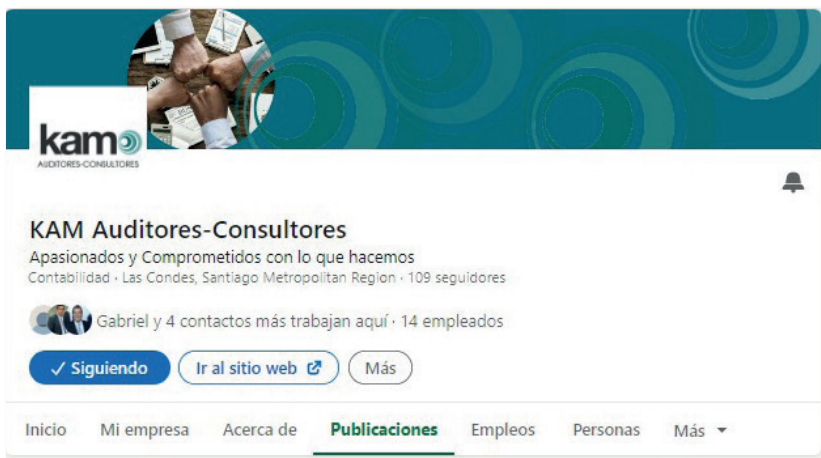 kam
AUDITORES-CONSULTORES
KAM Auditores-Consultores
Apasionados y Comprometidos con lo que hacemos
Contabilidad · Las Condes, Santiago Metropolitan Region · 109 seguidores
Gabriel y 4 contactos más trabajan aquí · 14 empleados
✓ Siguiendo Ir al sitio web Más
Inicio Mi empresa Acerca de Publicaciones Empleos Personas Más